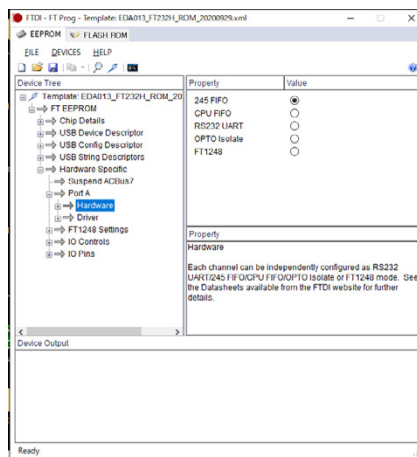 FTDI - FT Prog - Template: EDA013_FT232H_ROM_20200929.xml
EEPROM
FLASH ROM
FILE DEVICES HELP
Device Tree
Template: EDA013_FT232H_ROM_20
FT EEPROM
Chip Details
USB Device Descriptor
USB Config Descriptor
USB String Descriptors
Hardware Specific
Suspend ACBus7
Port A
Hardware
Driver
FT1248 Settings
IO Controls
IO Pins
Property Value
245 FIFO
CPU FIFO
RS232 UART
OPTO Isolate
FT1248
Property
Hardware
Each channel can be independently configured as RS232
UART/245 FIFO/CPU FIFO/OPTO Isolate or FT1248 mode. See
the Datasheets available from the FTDI website for further
details.
Device Output
Ready